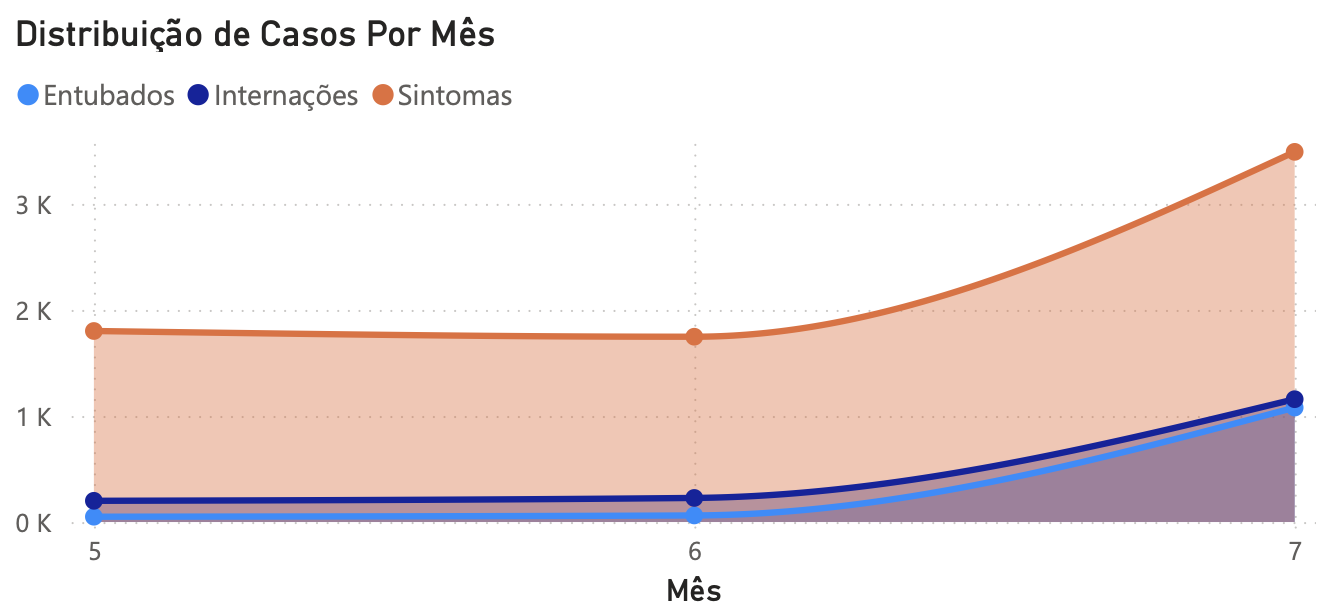 Distribuição de Casos Por Mês
Entubados Internações Sintomas
3 K
2 K
1 K
0 K
5 6 7
Mês